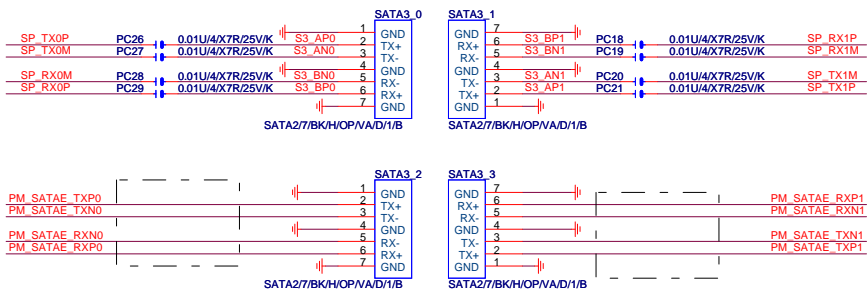 SATA3_0 SATA3_1
1 GND GND 7
SP_TX0P PC26 0.01U/4/X7R/25V/K S3_AP0 2 TX+ RX+ 6 S3_BP1 PC18 0.01U/4/X7R/25V/K SP_RX1P
SP_TX0M PC27 0.01U/4/X7R/25V/K S3_AN0 3 TX- RX- 5 S3_BN1 PC19 0.01U/4/X7R/25V/K SP_RX1M
4 GND GND 4
SP_RX0M PC28 0.01U/4/X7R/25V/K S3_BN0 5 RX- TX- 3 S3_AN1 PC20 0.01U/4/X7R/25V/K SP_TX1M
SP_RX0P PC29 0.01U/4/X7R/25V/K S3_BP0 6 RX+ TX+ 2 S3_AP1 PC21 0.01U/4/X7R/25V/K SP_TX1P
7 GND GND 1
SATA2/7/BK/H/OP/VA/D/1/B SATA2/7/BK/H/OP/VA/D/1/B
SATA3_2 SATA3_3
1 GND GND 7
PM_SATAE_TXP0 2 TX+ RX+ 6 PM_SATAE_RXP1
PM_SATAE_TXN0 3 TX- RX- 5 PM_SATAE_RXN1
4 GND GND 4
PM_SATAE_RXN0 5 RX- TX- 3 PM_SATAE_TXN1
PM_SATAE_RXP0 6 RX+ TX+ 2 PM_SATAE_TXP1
7 GND GND 1
SATA2/7/BK/H/OP/VA/D/1/B SATA2/7/BK/H/OP/VA/D/1/B